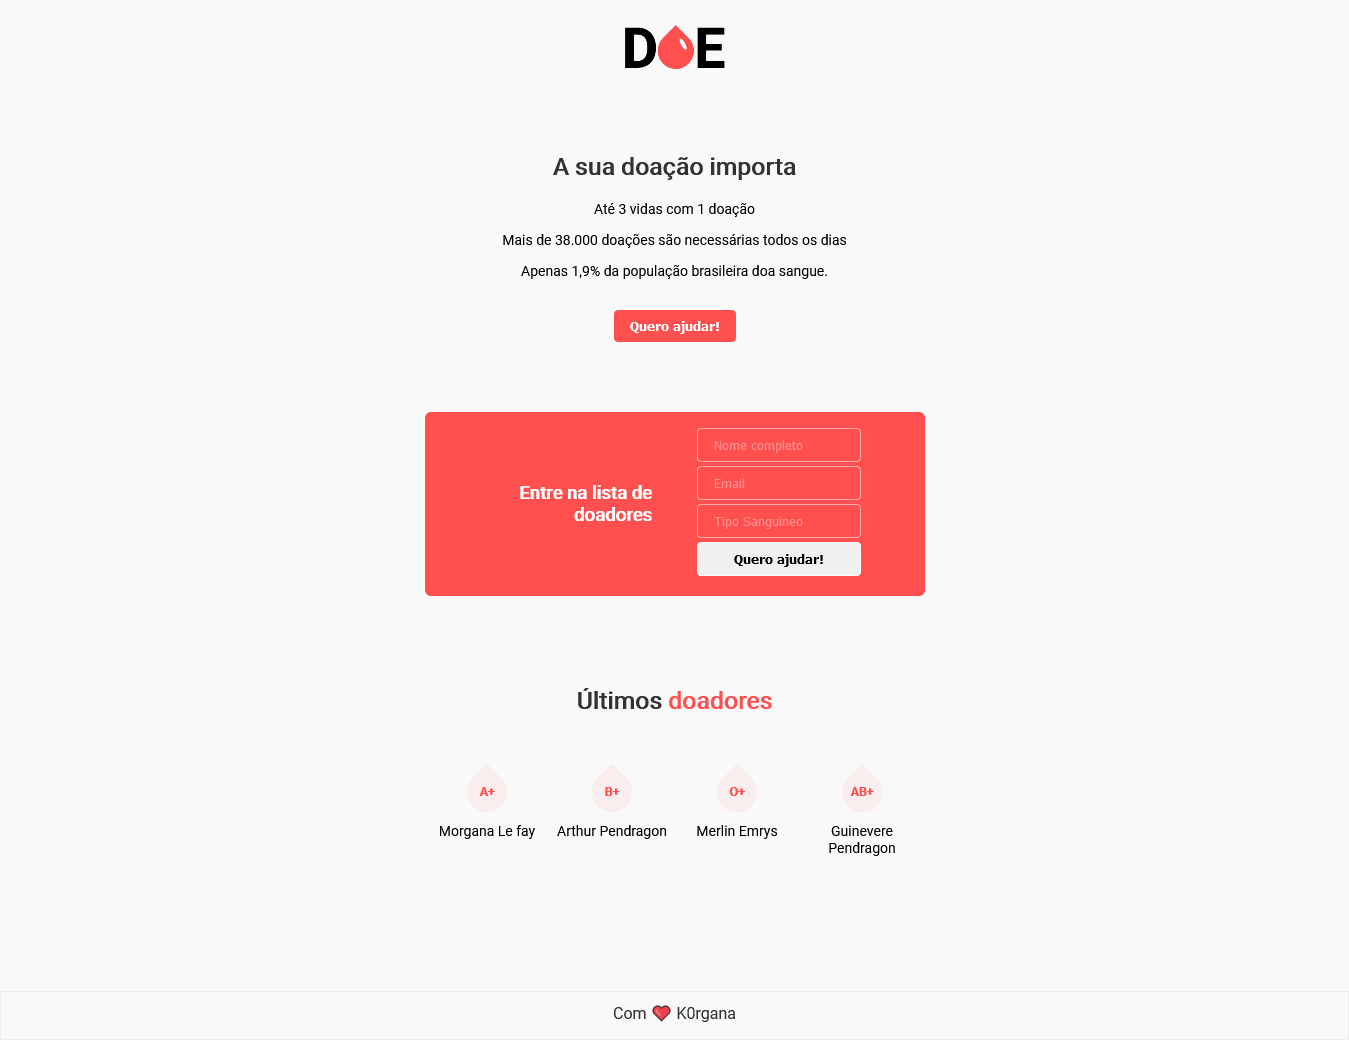 DOE
A sua doação importa
Até 3 vidas com 1 doação
Mais de 38.000 doações são necessárias todos os dias
Apenas 1,9% da população brasileira doa sangue.
Quero ajudar!
Entre na lista de
doadores
Nome completo
Email
Tipo Sanguineo
Quero ajudar!
Últimos doadores
A+
Morgana Le fay
B+
Arthur Pendragon
O+
Merlin Emrys
AB+
Guinevere
Pendragon
Com ❤ K0rgana